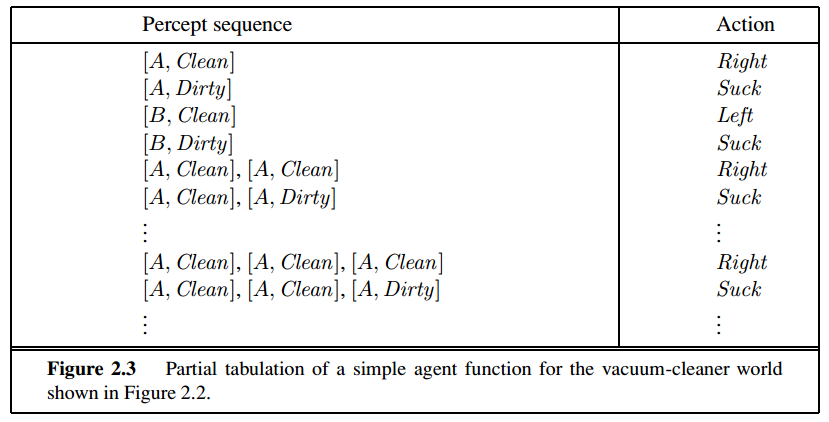 Percept sequence Action
[A, Clean] Right
[A, Dirty] Suck
[B, Clean] Left
[B, Dirty] Suck
[A, Clean], [A, Clean] Right
[A, Clean], [A, Dirty] Suck
⋮ ⋮
[A, Clean], [A, Clean], [A, Clean] Right
[A, Clean], [A, Clean], [A, Dirty] Suck
⋮ ⋮
Figure 2.3 Partial tabulation of a simple agent function for the vacuum-cleaner world
shown in Figure 2.2.